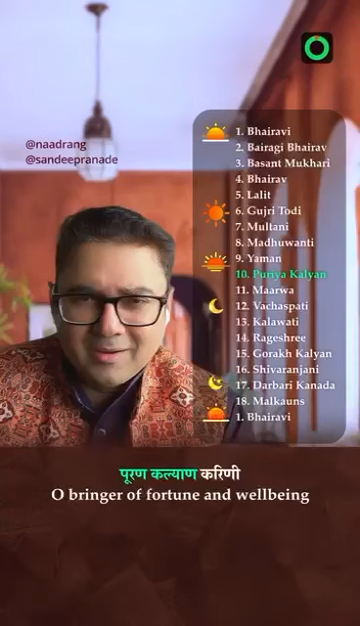 @naadrang
@sandeepranade
1. Bhairavi
2. Bairagi Bhairav
3. Basant Mukhari
4. Bhairav
5. Lalit
6. Gujri Todi
7. Multani
8. Madhuwanti
9. Yaman
10. Puriya Kalyan
11. Maarwa
12. Vachaspati
13. Kalawati
14. Rageshree
15. Gorakh Kalyan
16. Shivaranjani
17. Darbari Kanada
18. Malkauns
1. Bhairavi
पूरण कल्याण करिणी
O bringer of fortune and wellbeing